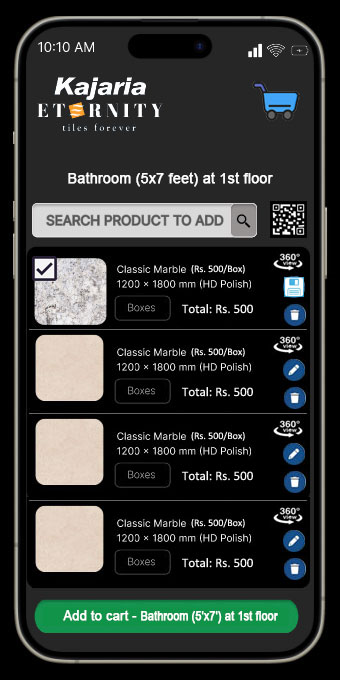 10:10 AM
Kajaria
ETERNITY
tiles forever
Bathroom (5x7 feet) at 1st floor
SEARCH PRODUCT TO ADD
360°
view
Classic Marble (Rs. 500/Box)
1200 × 1800 mm (HD Polish)
Boxes Total: Rs. 500
360°
view
Classic Marble (Rs. 500/Box)
1200 × 1800 mm (HD Polish)
Boxes Total: Rs. 500
360°
view
Classic Marble (Rs. 500/Box)
1200 × 1800 mm (HD Polish)
Boxes Total: Rs. 500
360°
view
Classic Marble (Rs. 500/Box)
1200 × 1800 mm (HD Polish)
Boxes Total: Rs. 500
Add to cart - Bathroom (5'x7') at 1st floor